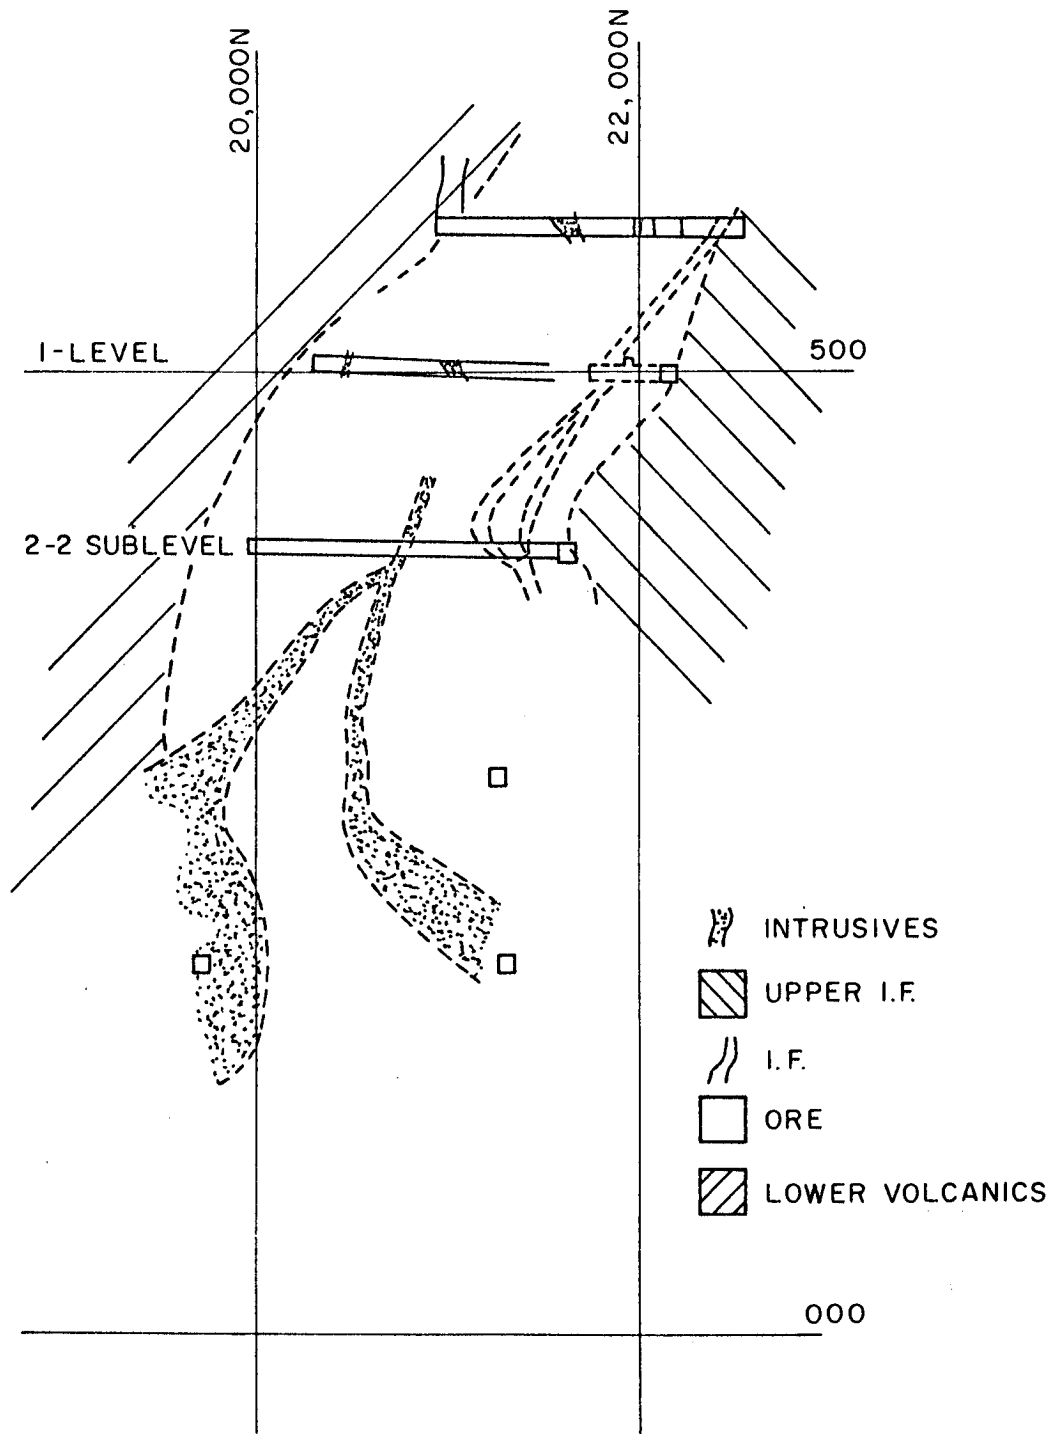 20,000N
22,000N
1-LEVEL
500
2-2 SUBLEVEL
INTRUSIVES
UPPER I.F.
I.F.
ORE
LOWER VOLCANICS
000